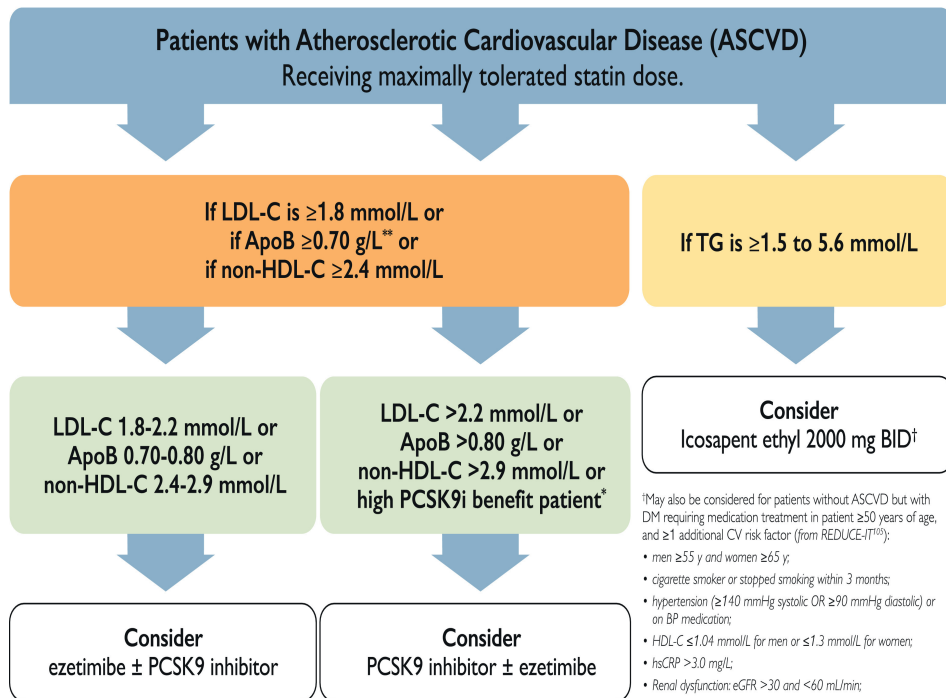 Patients with Atherosclerotic Cardiovascular Disease (ASCVD)
Receiving maximally tolerated statin dose.
If LDL-C is ≥1.8 mmol/L or
if ApoB ≥0.70 g/L** or
if non-HDL-C ≥2.4 mmol/L
If TG is ≥1.5 to 5.6 mmol/L
LDL-C 1.8-2.2 mmol/L or
ApoB 0.70-0.80 g/L or
non-HDL-C 2.4-2.9 mmol/L
LDL-C >2.2 mmol/L or
ApoB >0.80 g/L or
non-HDL-C >2.9 mmol/L or
high PCSK9i benefit patient*
Consider
Icosapent ethyl 2000 mg BID†
Consider
ezetimibe ± PCSK9 inhibitor
Consider
PCSK9 inhibitor ± ezetimibe
†May also be considered for patients without ASCVD but with
DM requiring medication treatment in patient ≥50 years of age,
and ≥1 additional CV risk factor (from REDUCE-IT105):
• men ≥55 y and women ≥65 y;
• cigarette smoker or stopped smoking within 3 months;
• hypertension (≥140 mmHg systolic OR ≥90 mmHg diastolic) or
on BP medication;
• HDL-C ≤1.04 mmol/L for men or ≤1.3 mmol/L for women;
• hsCRP >3.0 mg/L;
• Renal dysfunction: eGFR >30 and <60 mL/min;